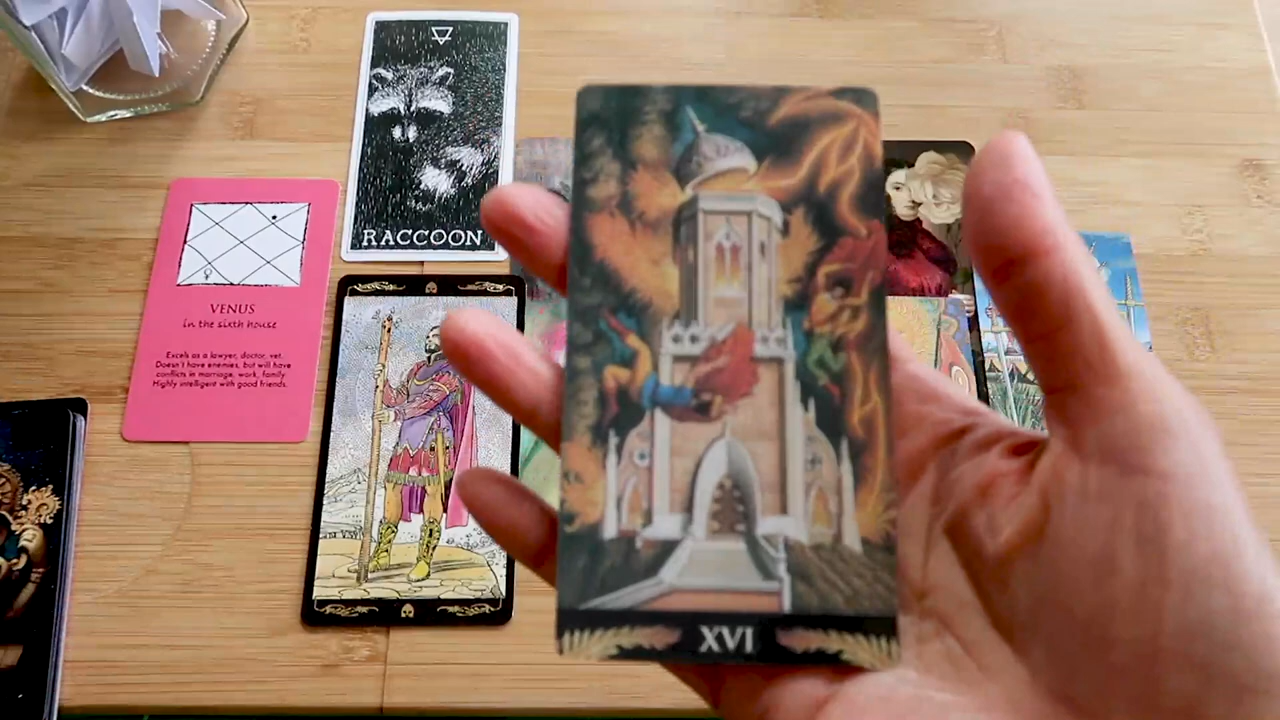 RACCOON
VENUS
in the sixth house
Excels as a lawyer, doctor, vet.
Doesn't have enemies, but will have
conflicts in marriage, work, family
Highly intelligent with good friends.
XVI